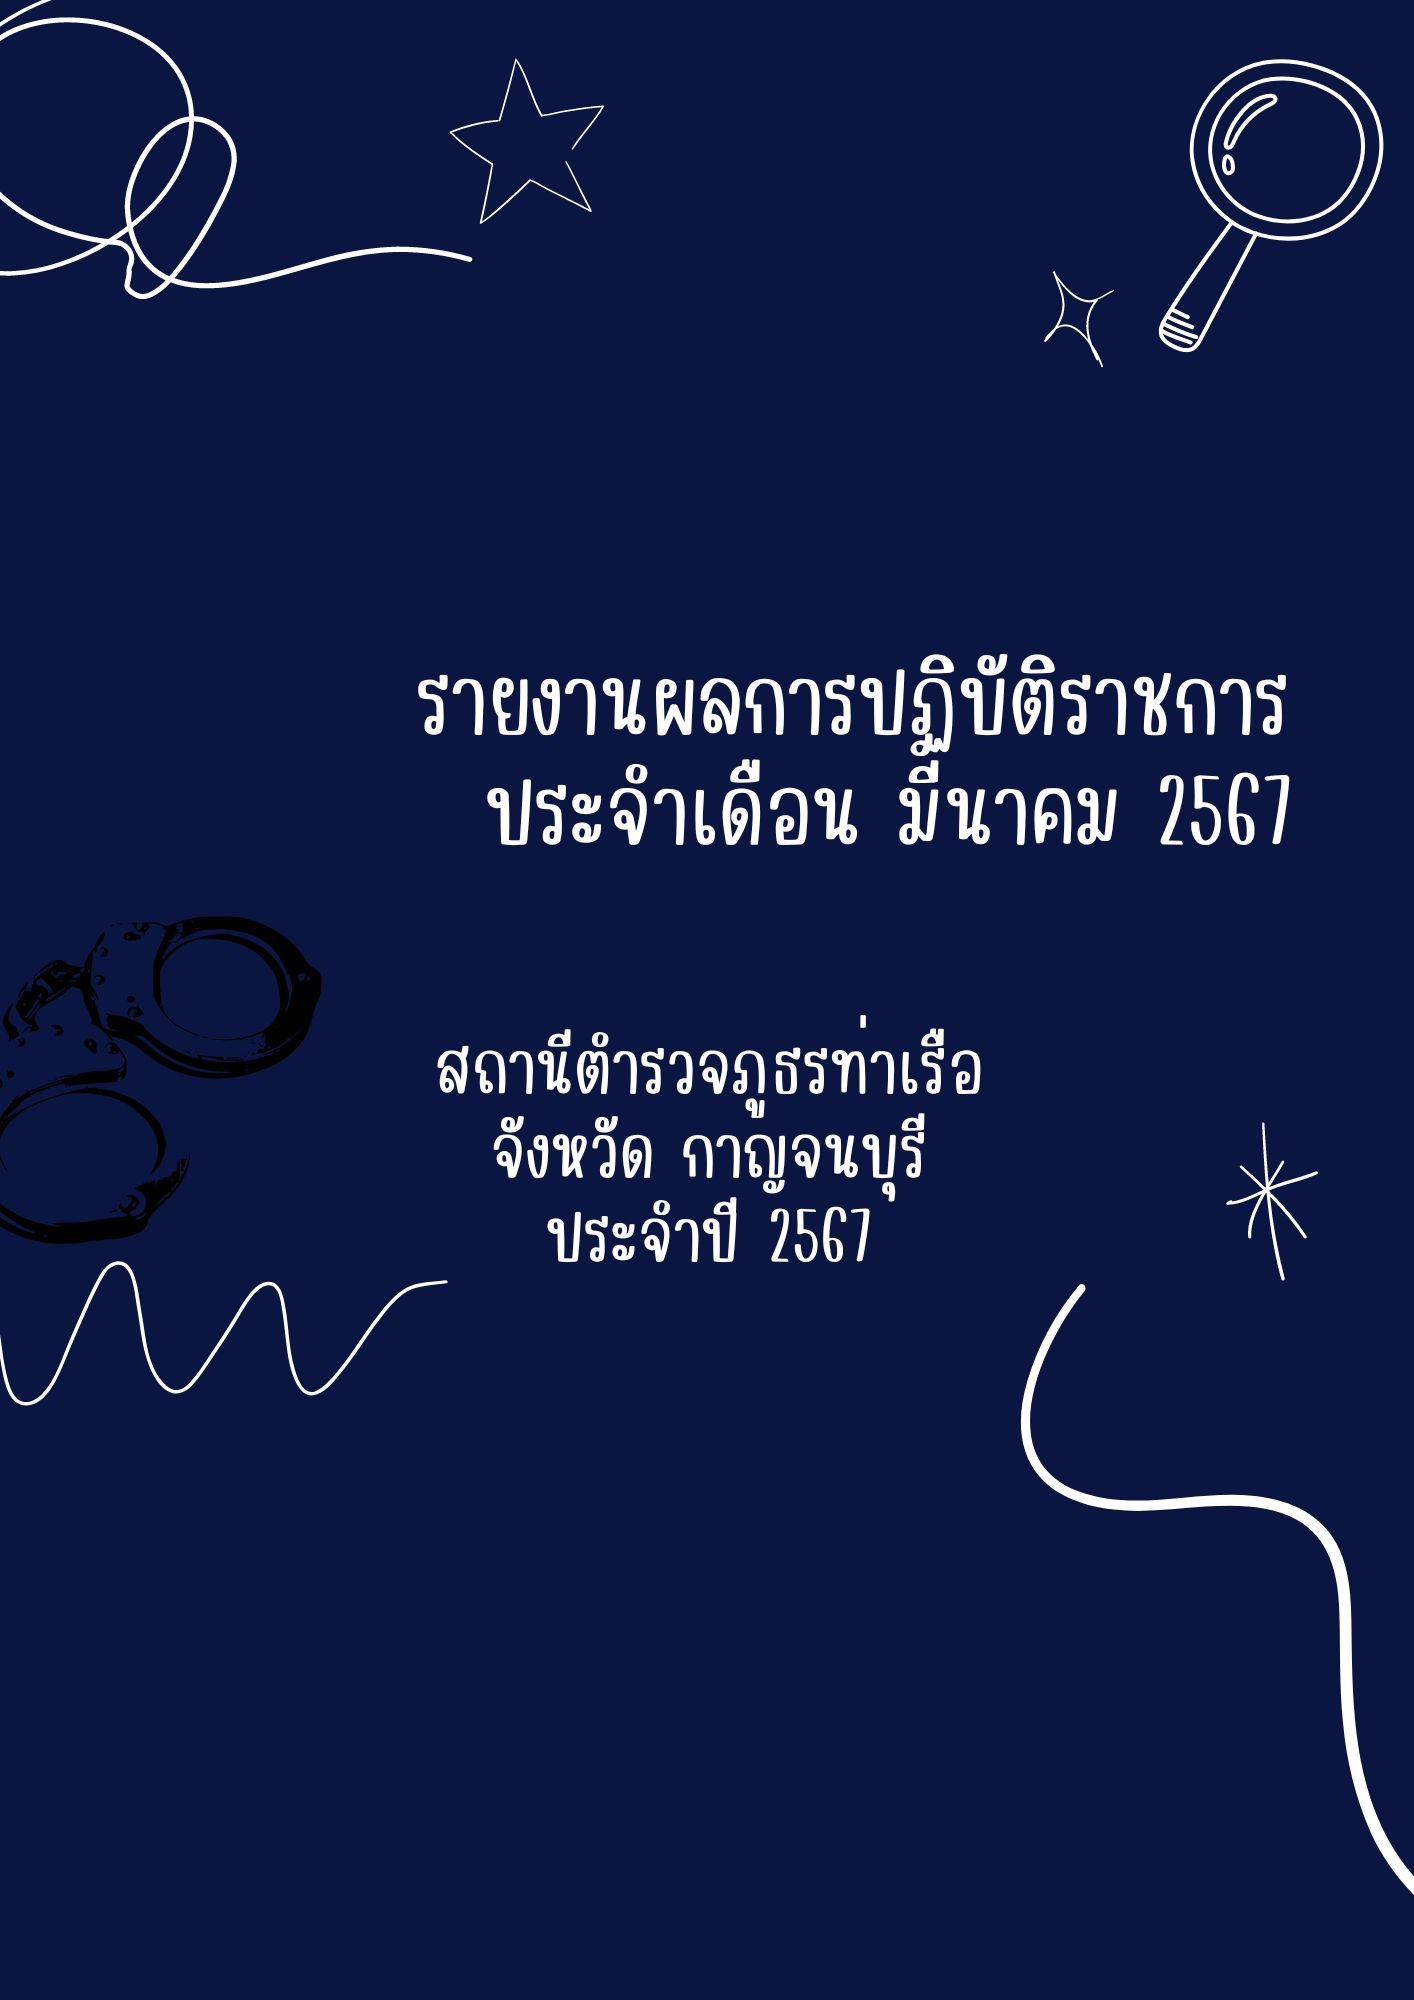 รายงานผลการปฏิบัติราชการ
ประจำเดือน มีนาคม 2567
สถานีตำรวจภูธรท่าเรือ
จังหวัด กาญจนบุรี
ประจำปี 2567